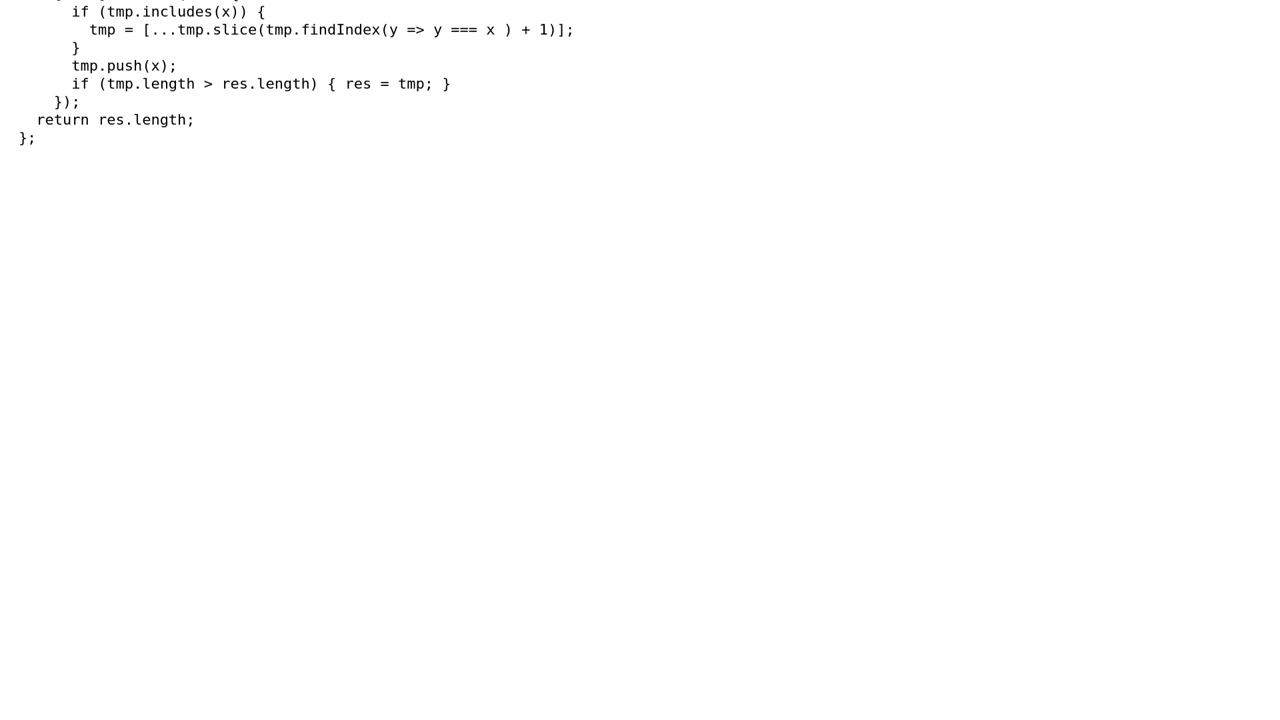 if (tmp.includes(x)) {
tmp = [...tmp.slice(tmp.findIndex(y => y === x ) + 1)];
}
tmp.push(x);
if (tmp.length > res.length) { res = tmp; }
});
return res.length;
};